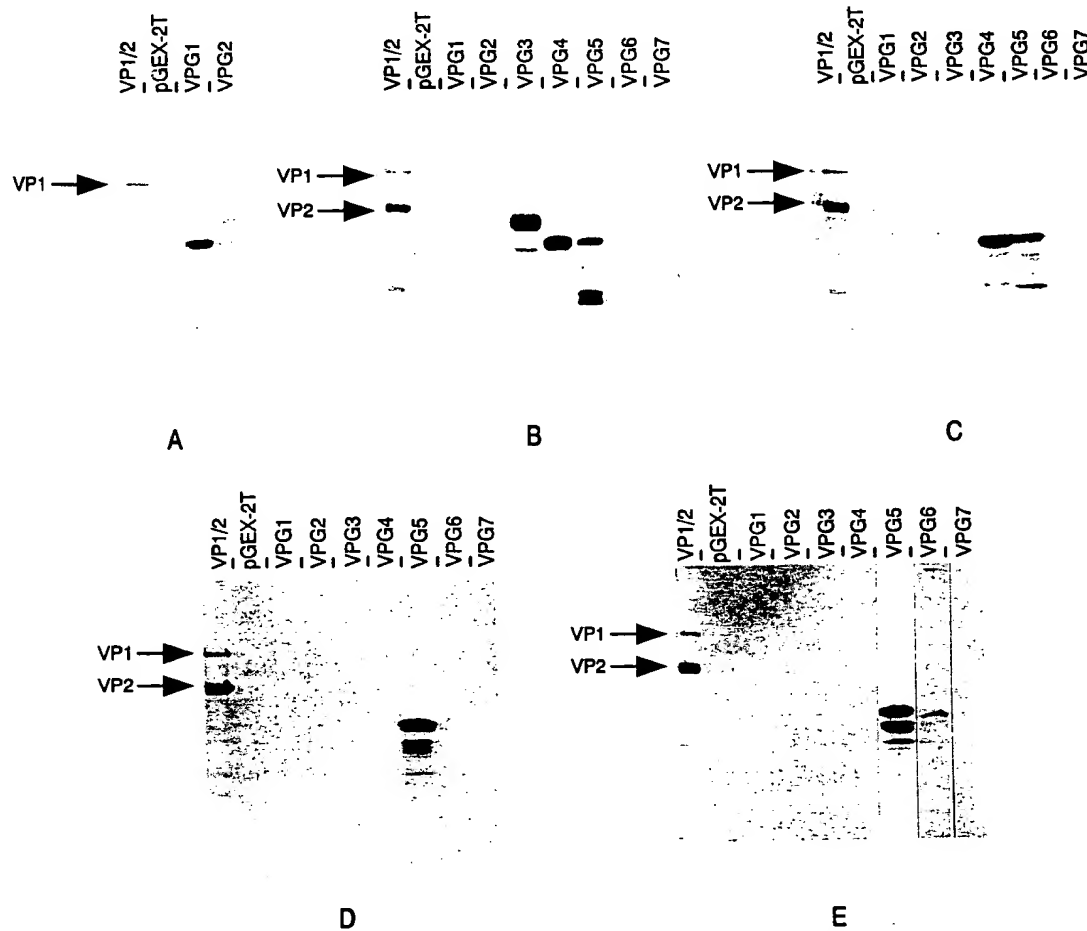 VP1/2
pGEX-2T
VPG1
VPG2
VP1
A
VP1/2
pGEX-2T
VPG1
VPG2
VPG3
VPG4
VPG5
VPG6
VPG7
VP1
VP2
B
VP1/2
pGEX-2T
VPG1
VPG2
VPG3
VPG4
VPG5
VPG6
VPG7
VP1
VP2
C
VP1/2
pGEX-2T
VPG1
VPG2
VPG3
VPG4
VPG5
VPG6
VPG7
VP1
VP2
D
VP1/2
pGEX-2T
VPG1
VPG2
VPG3
VPG4
VPG5
VPG6
VPG7
VP1
VP2
E